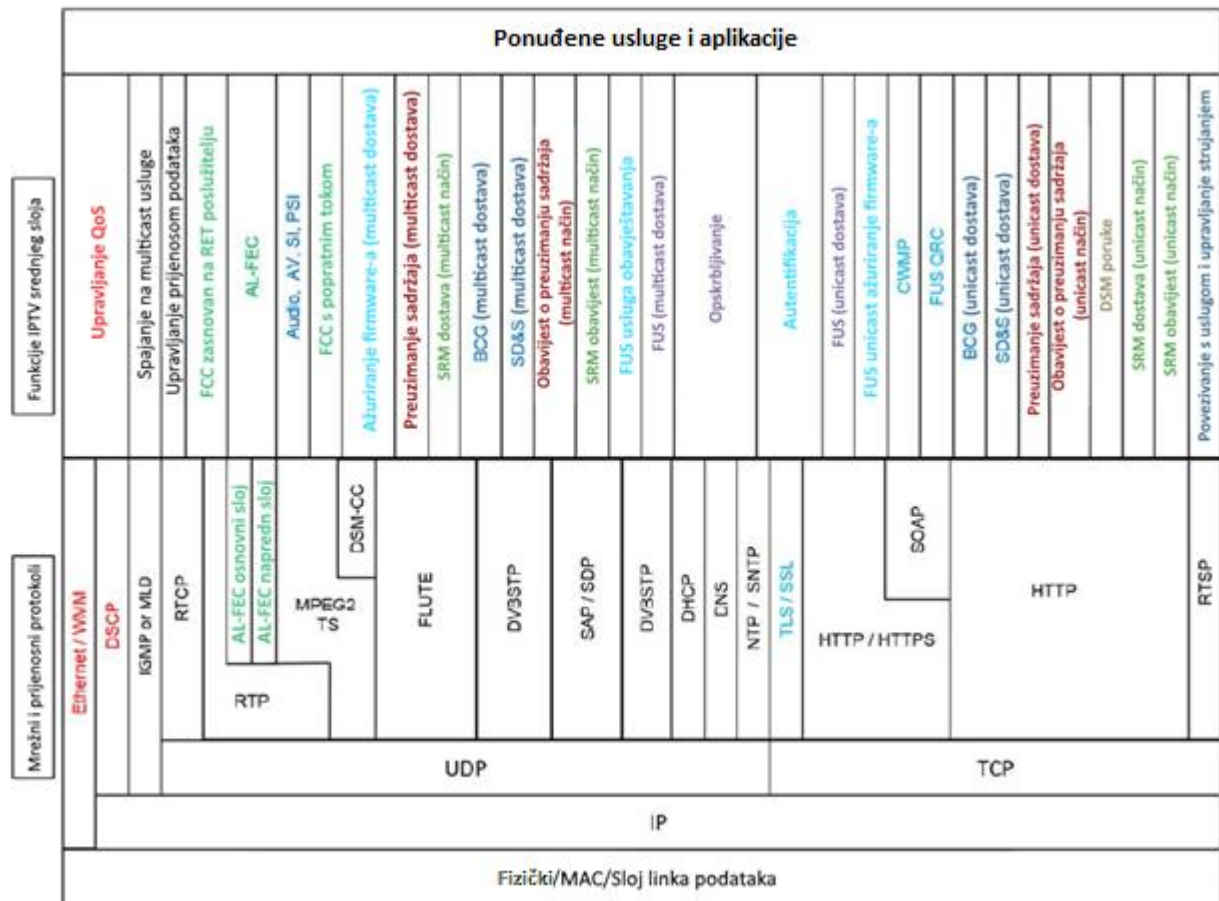 Ponuđene usluge i aplikacije
Funkcije IPTV srednjeg sloja
Upravljanje QoS
Spajanje na multicast usluge
Upravljanje prijenosom podataka
FCC zasnovan na RET poslužitelju
AL-FEC
Audo, AV, SI, PSI
FCC s popratnim tokom
Ažuriranje firmware-a (multicast dostava)
Preuzimanje sadržaja (multicast dostava)
SRM dostava (multicast način)
BCG (multicast dostava)
SD&S (multicast dostava)
Obavijest o preuzimanju sadržaja
(multicast način)
SRM obavijest (multicast način)
FUS usluga obavještavanja
FUS (multicast dostava)
Opskrbljivanje
Autentifikacija
FUS (unicast dostava)
FUS unicast ažuriranje firmware-a
CWMP
FUS QRC
BCG (unicast dostava)
SD&S (unicast dostava)
Preuzimanje sadržaja (unicast dostava)
Obavijest o preuzimanju sadržaja
(unicast način)
DSM poruke
SRM dostava (unicast način)
SRM obavijest (unicast način)
Povezivanje s uslugom i upravljanje strujanjem
Mrežni i prijenosni protokoli
Ethernet / WVM
DSCP
IGMP or MLD
RTCP
AL-FEC osnovni sloj
AL-FEC napredn sloj
MPEG2
TS
DSM-CC
RTP
FLUTE
DVBSTP
SAP / SDP
DVBSTP
DHCP
DNS
NTP / SNTP
TLS / SSL
HTTP / HTTPS
SOAP
HTTP
RTSP
UDP
TCP
IP
Fizički/MAC/Sloj linka podataka